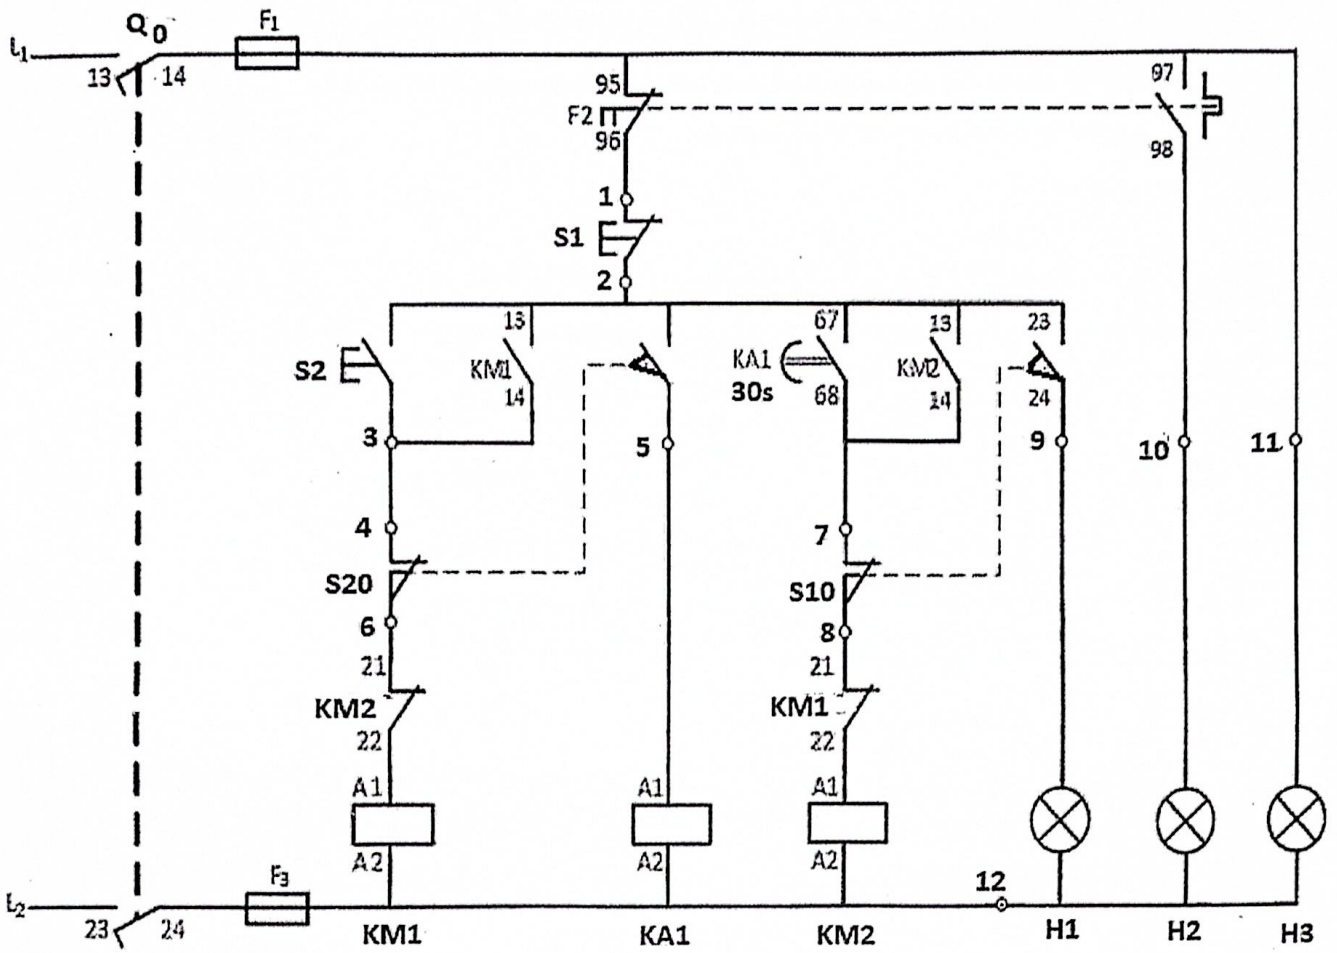 Q0 F1
L1
13 14
95 97
F2
96 98
1
S1
2
13 67 13 23
S2 KM1 KA1 KM2
14 30s 68 14 24
3 5 9 10 11
4 7
S20 S10
6 8
21 21
KM2 KM1
22 22
A1 A1 A1
A2 A2 A2
F3 12
L2
23 24
KM1 KA1 KM2 H1 H2 H3